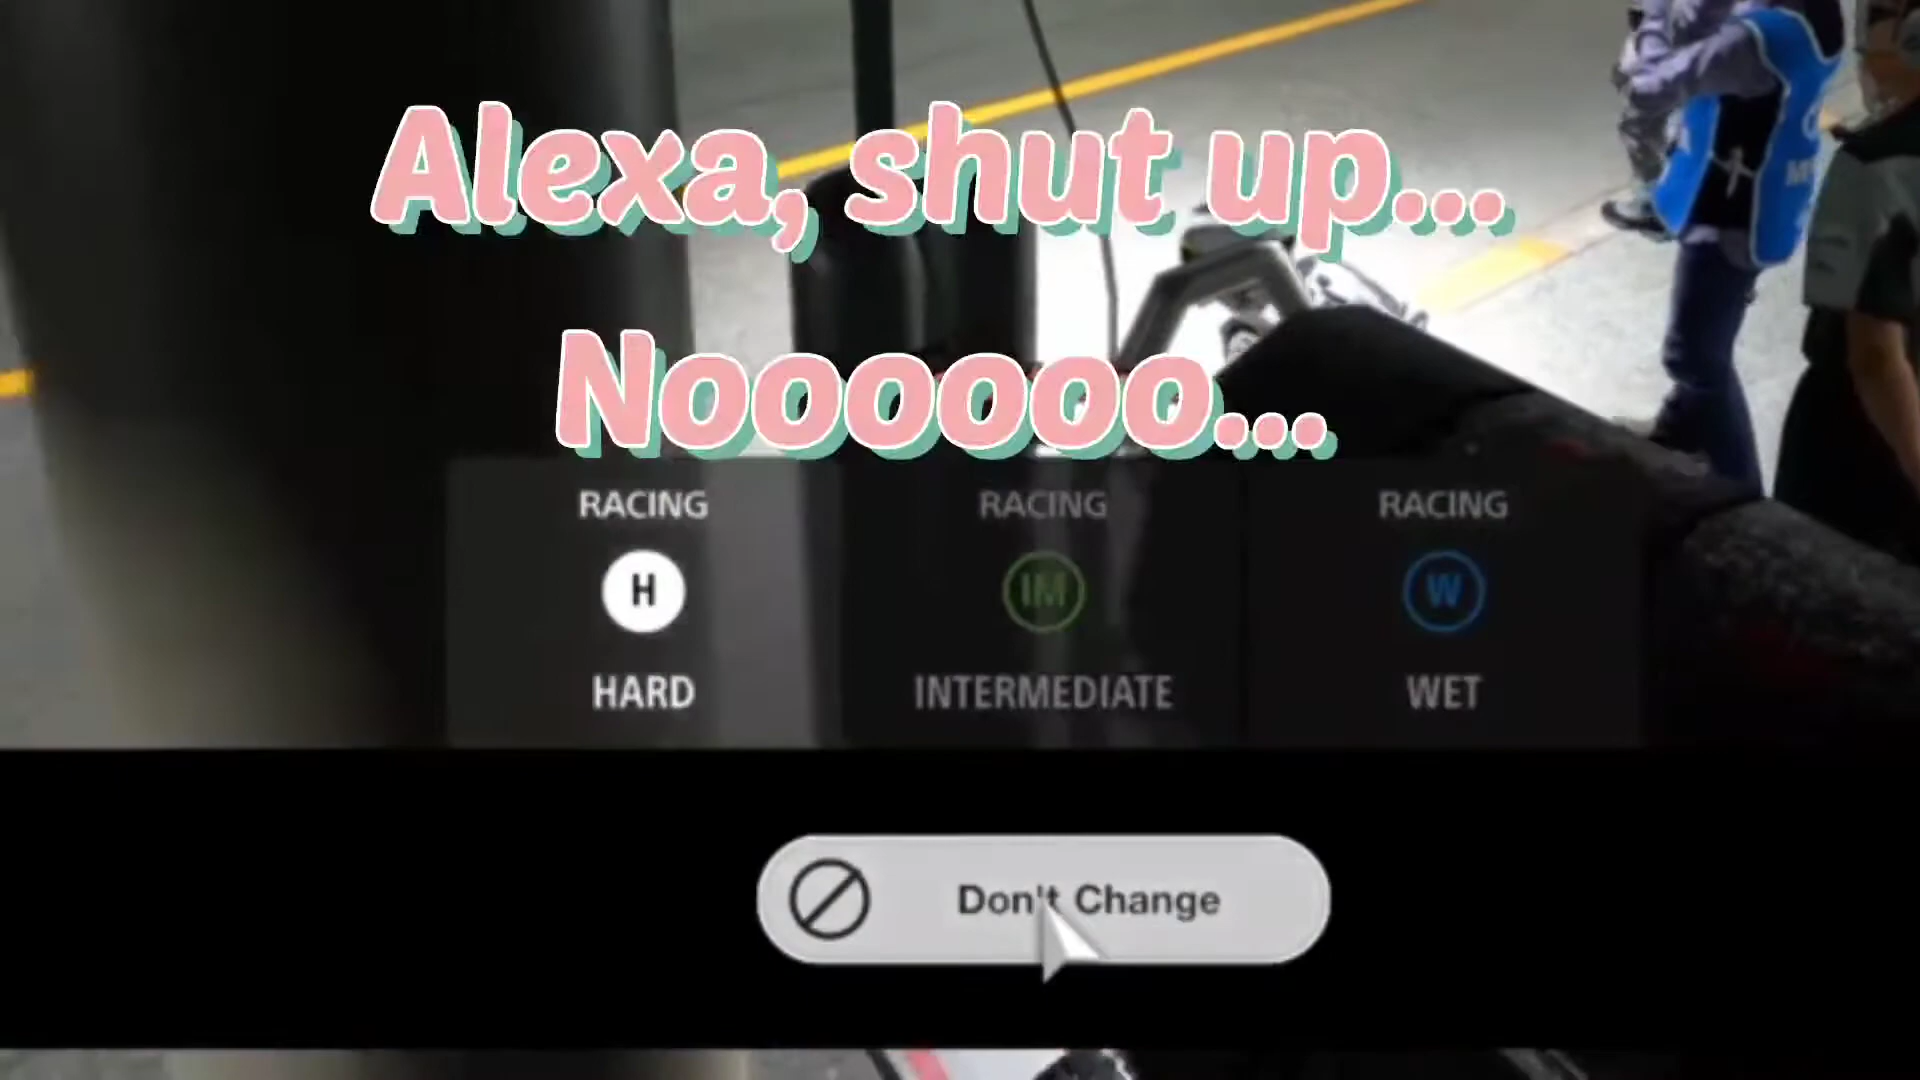 Alexa, shut up...
Noooooo...
RACING
RACING
RACING
H
IM
W
HARD
INTERMEDIATE
WET
Don't Change